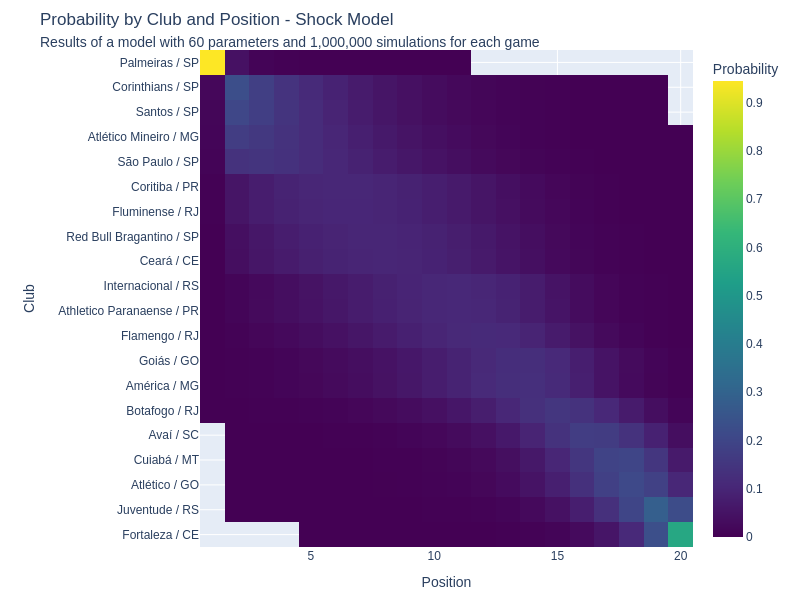 Probability by Club and Position - Shock Model
Results of a model with 60 parameters and 1,000,000 simulations for each game
Palmeiras / SP
Corinthians / SP
Santos / SP
Atlético Mineiro / MG
São Paulo / SP
Coritiba / PR
Fluminense / RJ
Red Bull Bragantino / SP
Ceará / CE
Internacional / RS
Athletico Paranaense / PR
Flamengo / RJ
Goiás / GO
América / MG
Botafogo / RJ
Avaí / SC
Cuiabá / MT
Atlético / GO
Juventude / RS
Fortaleza / CE
Club
5
10
15
20
Position
Probability
0.9
0.8
0.7
0.6
0.5
0.4
0.3
0.2
0.1
0